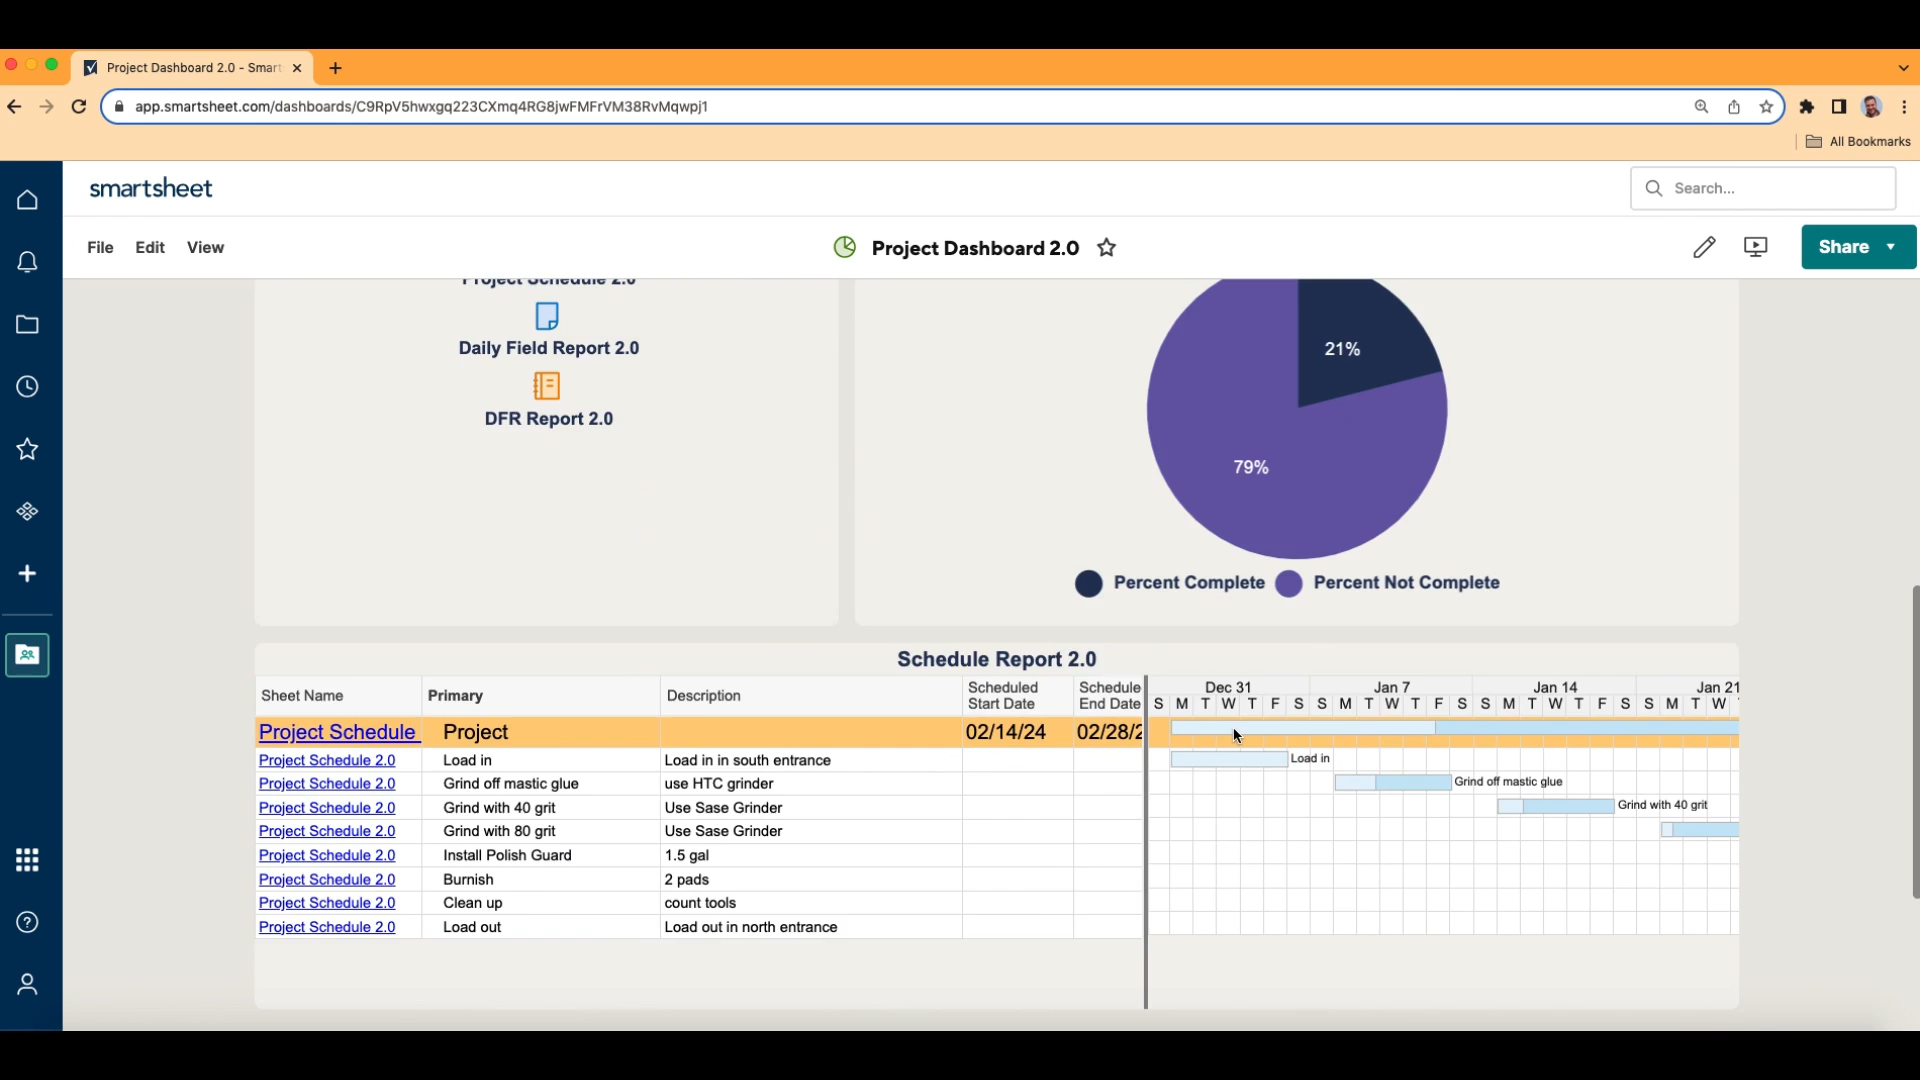 Project Dashboard 2.0 - Smart
app.smartsheet.com/dashboards/C9RpV5hwxgq223CXmq4RG8jwFMFrVM38RvMqwpj1
All Bookmarks
smartsheet
Search...
File Edit View
Project Dashboard 2.0
Share
Project Schedule 2.0
Daily Field Report 2.0
DFR Report 2.0
21%
79%
Percent Complete Percent Not Complete
Schedule Report 2.0
Sheet Name Primary Description Scheduled Start Date Schedule End Date
Dec 31 Jan 7 Jan 14 Jan 21
S M T W T F S S M T W T F S S M T W T F S S M T W
Project Schedule Project 02/14/24 02/28/2
Project Schedule 2.0 Load in Load in in south entrance Load in
Project Schedule 2.0 Grind off mastic glue use HTC grinder Grind off mastic glue
Project Schedule 2.0 Grind with 40 grit Use Sase Grinder Grind with 40 grit
Project Schedule 2.0 Grind with 80 grit Use Sase Grinder
Project Schedule 2.0 Install Polish Guard 1.5 gal
Project Schedule 2.0 Burnish 2 pads
Project Schedule 2.0 Clean up count tools
Project Schedule 2.0 Load out Load out in north entrance